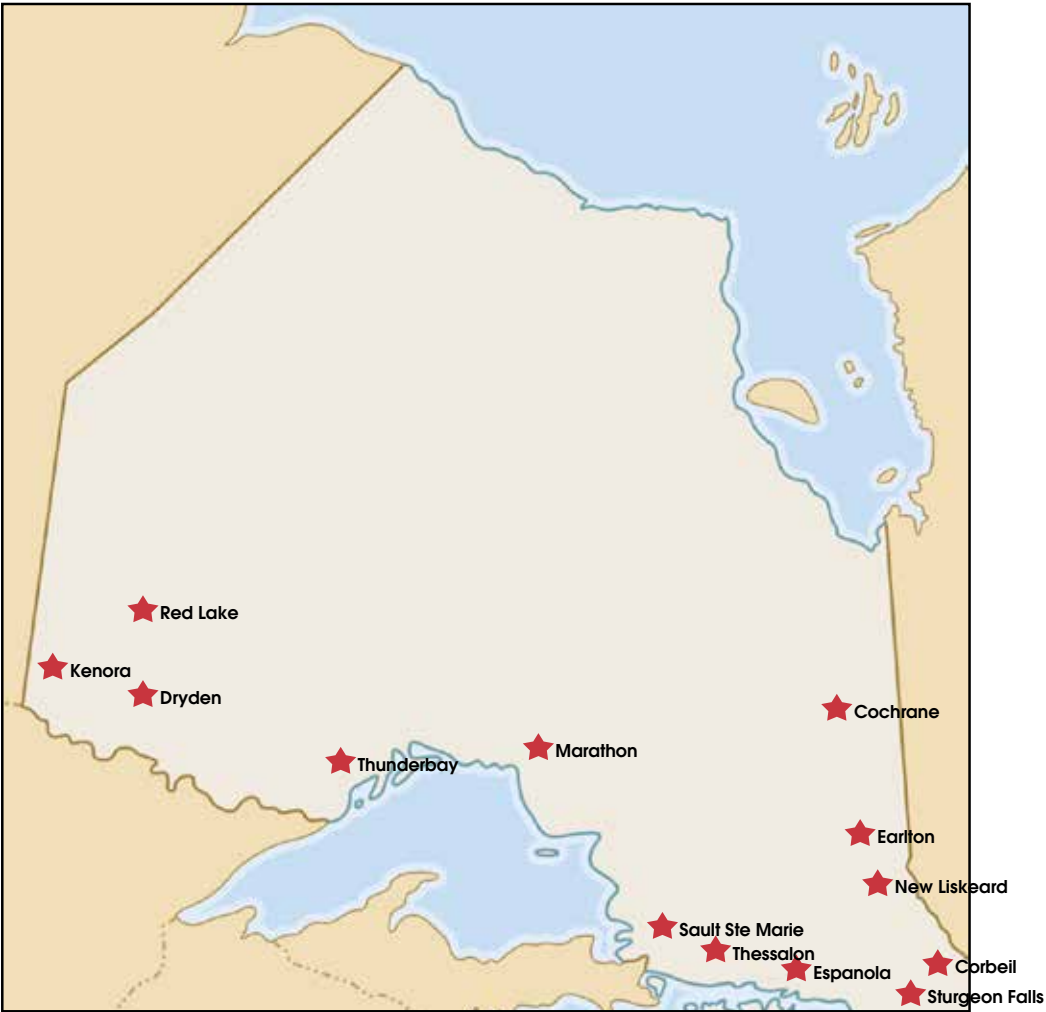 Red Lake
Kenora
Dryden
Cochrane
Marathon
Thunderbay
Earlton
New Liskeard
Sault Ste Marie
Thessalon
Corbeil
Espanola
Sturgeon Falls